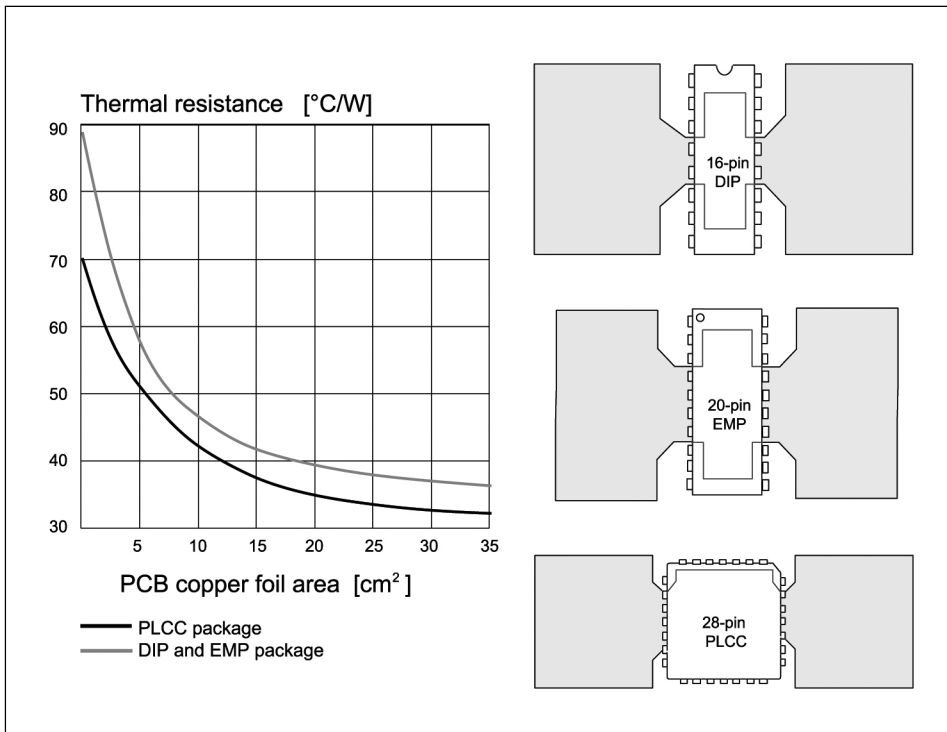 Thermal resistance [°C/W]
90
80
70
60
50
40
30
5 10 15 20 25 30 35
PCB copper foil area [cm²]
PLCC package
DIP and EMP package
16-pin
DIP
20-pin
EMP
28-pin
PLCC